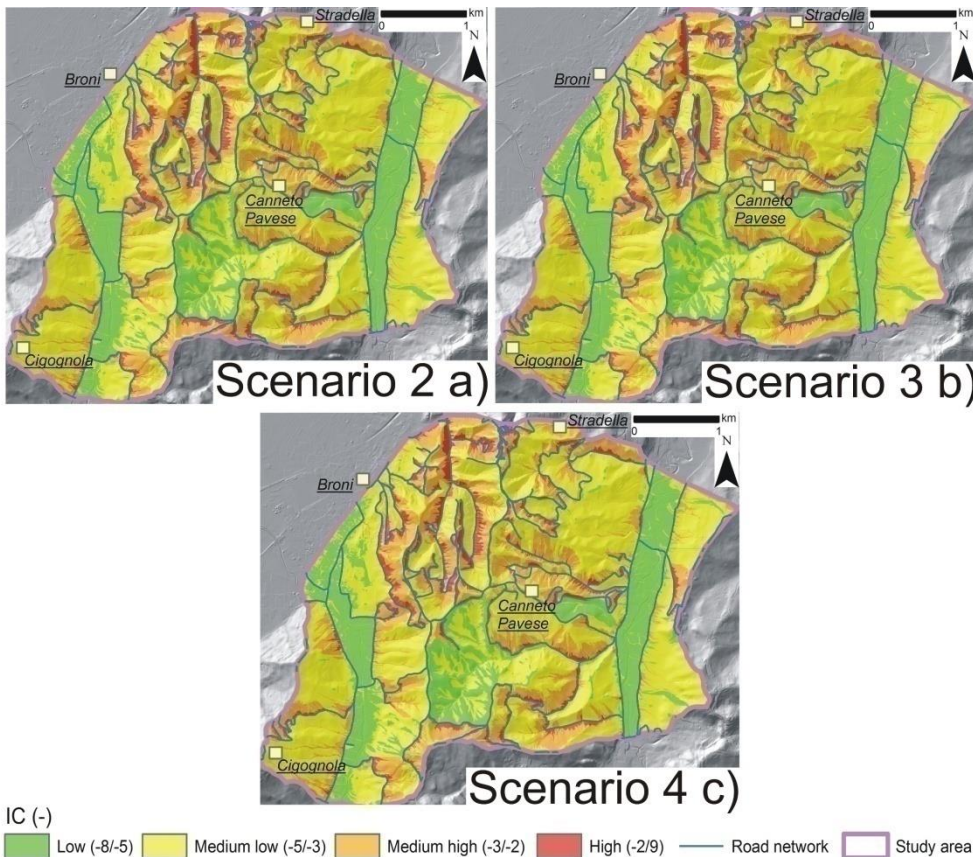 Stradella
km
0 1
N
Broni
Canneto
Pavese
Cigognola
Scenario 2 a)
Stradella
km
0 1
N
Broni
Canneto
Pavese
Cigognola
Scenario 3 b)
Stradella
km
0 1
N
Broni
Canneto
Pavese
Cigognola
Scenario 4 c)
IC (-)
Low (-8/-5) Medium low (-5/-3) Medium high (-3/-2) High (-2/9) Road network Study area